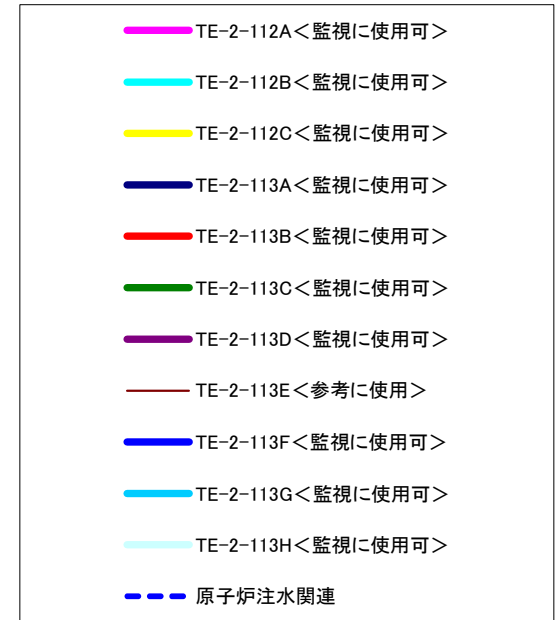 TE-2-112A<監視に使用可>
TE-2-112B<監視に使用可>
TE-2-112C<監視に使用可>
TE-2-113A<監視に使用可>
TE-2-113B<監視に使用可>
TE-2-113C<監視に使用可>
TE-2-113D<監視に使用可>
TE-2-113E<参考に使用>
TE-2-113F<監視に使用可>
TE-2-113G<監視に使用可>
TE-2-113H<監視に使用可>
原子炉注水関連